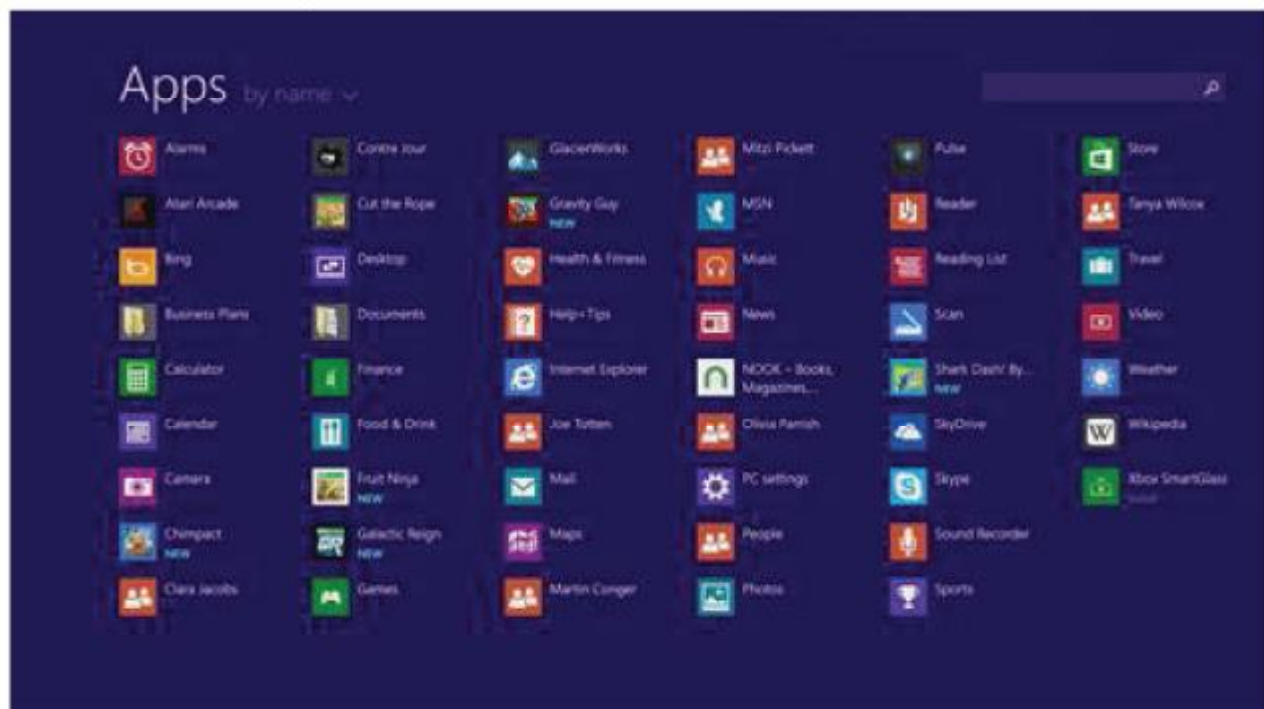 Apps by name
Alarms
Atari Arcade
Bing
Business Plans
Calculator
Calendar
Camera
Chimpact
NEW
Clara Jacobs
Contre Jour
Cut the Rope
Desktop
Documents
Finance
Food & Drink
Fruit Ninja
NEW
Galactic Reign
NEW
Games
GlacierWorks
Gravity Guy
NEW
Health & Fitness
Help+Tips
Internet Explorer
Joe Totten
Mail
Maps
Martin Conger
Mitzi Pickett
MSN
Music
News
NOOK – Books,
Magazines,...
Olivia Parrish
PC settings
People
Photos
Pulse
Reader
Reading List
Scan
Shark Dash! By...
NEW
SkyDrive
Skype
Sound Recorder
Sports
Store
Tanya Wilcox
Travel
Video
Weather
W Wikipedia
Xbox SmartGlass